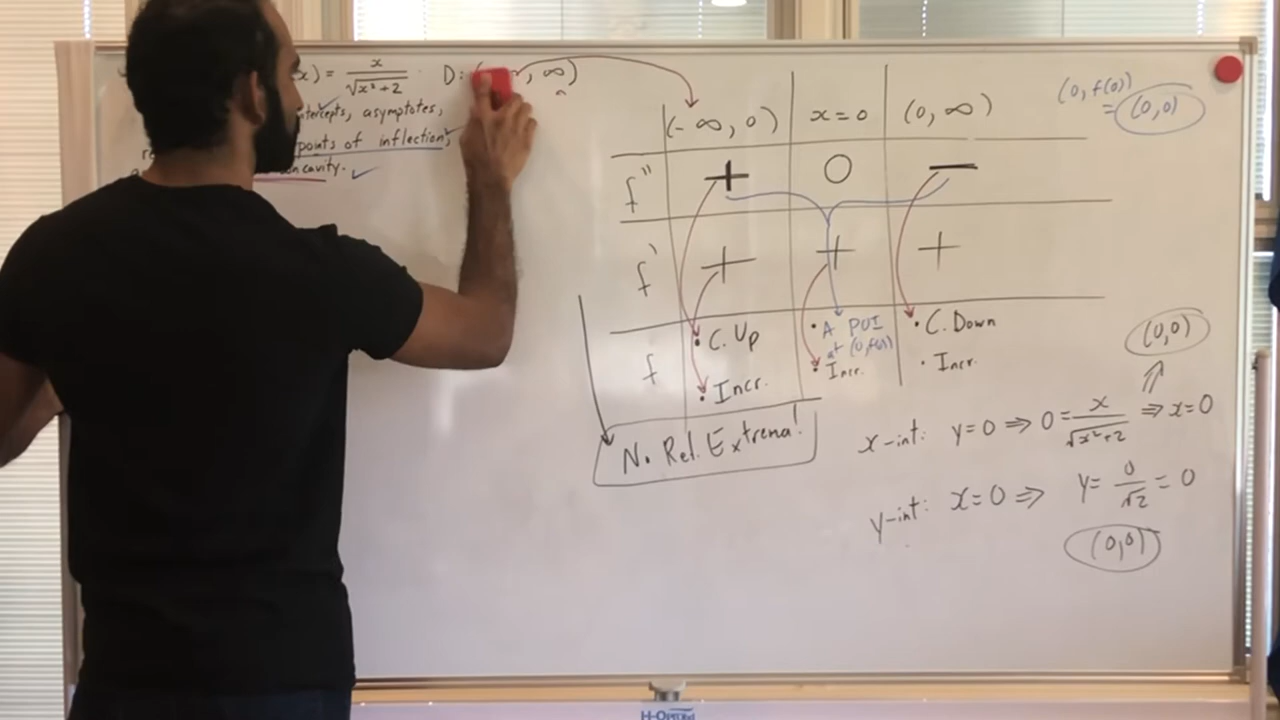 x) = x/√x²+2 D: , ∞)
ntercepts, asymptotes,
points of inflection,
concavity.
(0, f(0))
= (0,0)
(-∞, 0) x=0 (0, ∞)
f'' + 0 −
f' + + +
f • C. Up • A POI at (0, f(0)) • C. Down
• Incr. • Incr. • Incr.
No Rel. Extrema!
(0,0)
x-int: y=0 ⇒ 0 = x/√x²+2 ⇒ x=0
y-int: x=0 ⇒ y= 0/√2 = 0
(0,0)
H-Optimal